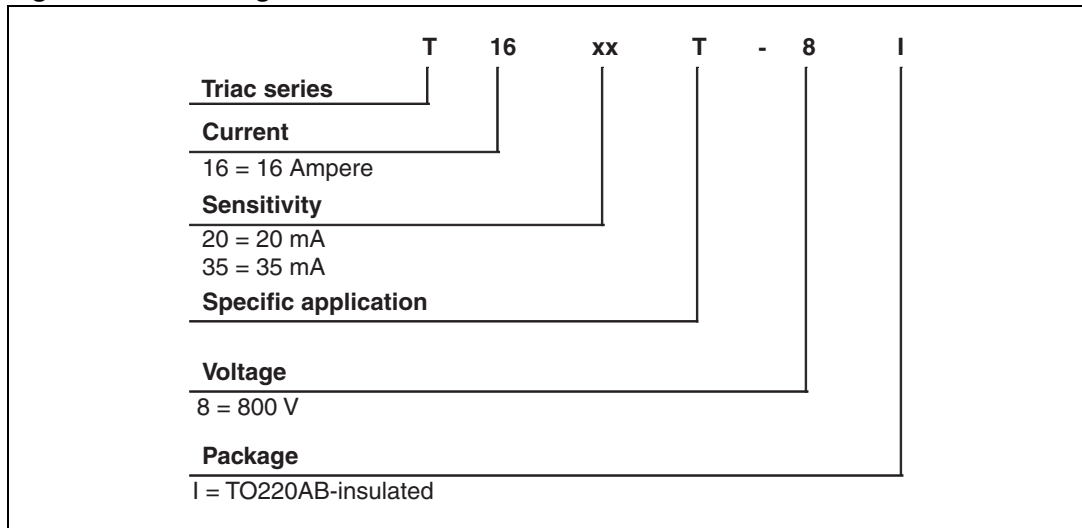 T 16 xx T - 8 I
Triac series
Current
16 = 16 Ampere
Sensitivity
20 = 20 mA
35 = 35 mA
Specific application
Voltage
8 = 800 V
Package
I = TO220AB-insulated